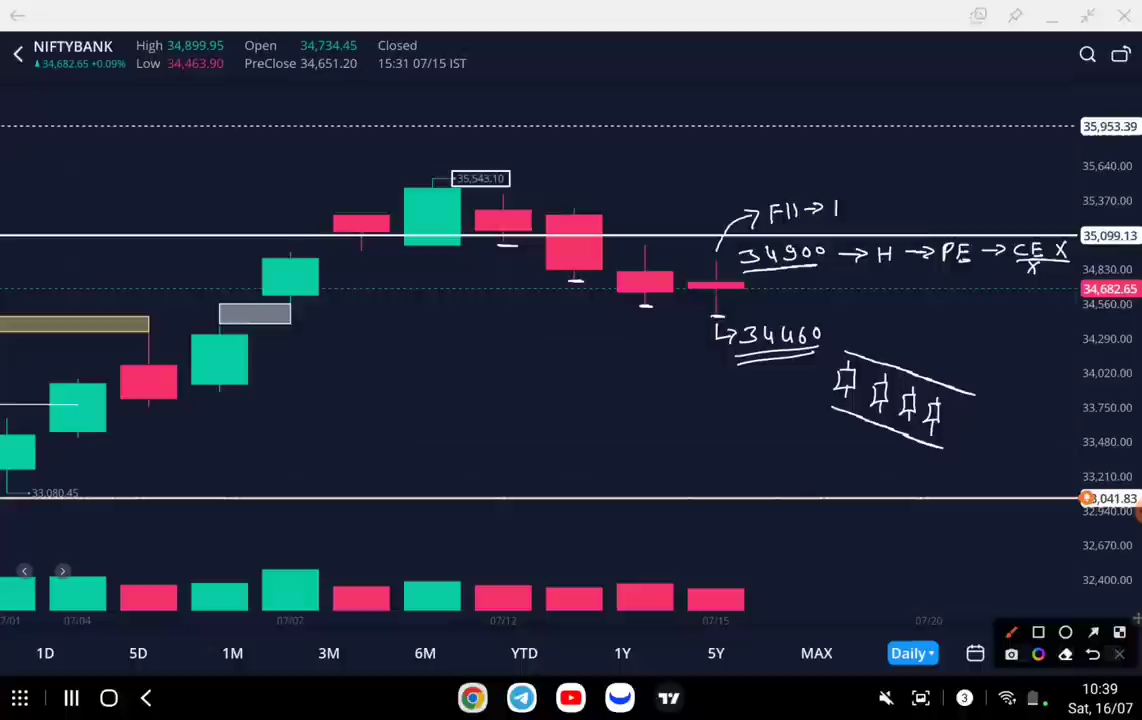 NIFTYBANK High 34,899.95 Open 34,734.45 Closed
34,682.65 +0.09% Low 34,463.90 PreClose 34,651.20 15:31 07/15 IST
35,953.39
35,640.00
35,543.10
35,370.00
FII → I
35,099.13
34900 → H → PE → CE X
X
34,830.00
34,682.65
34,560.00
34460
34,290.00
34,020.00
33,750.00
33,480.00
33,210.00
33,080.45
3,041.83
32,940.00
32,670.00
32,400.00
7/01 07/04 07/07 07/12 07/15 07/20
1D 5D 1M 3M 6M YTD 1Y 5Y MAX Daily
3 10:39
Sat, 16/07